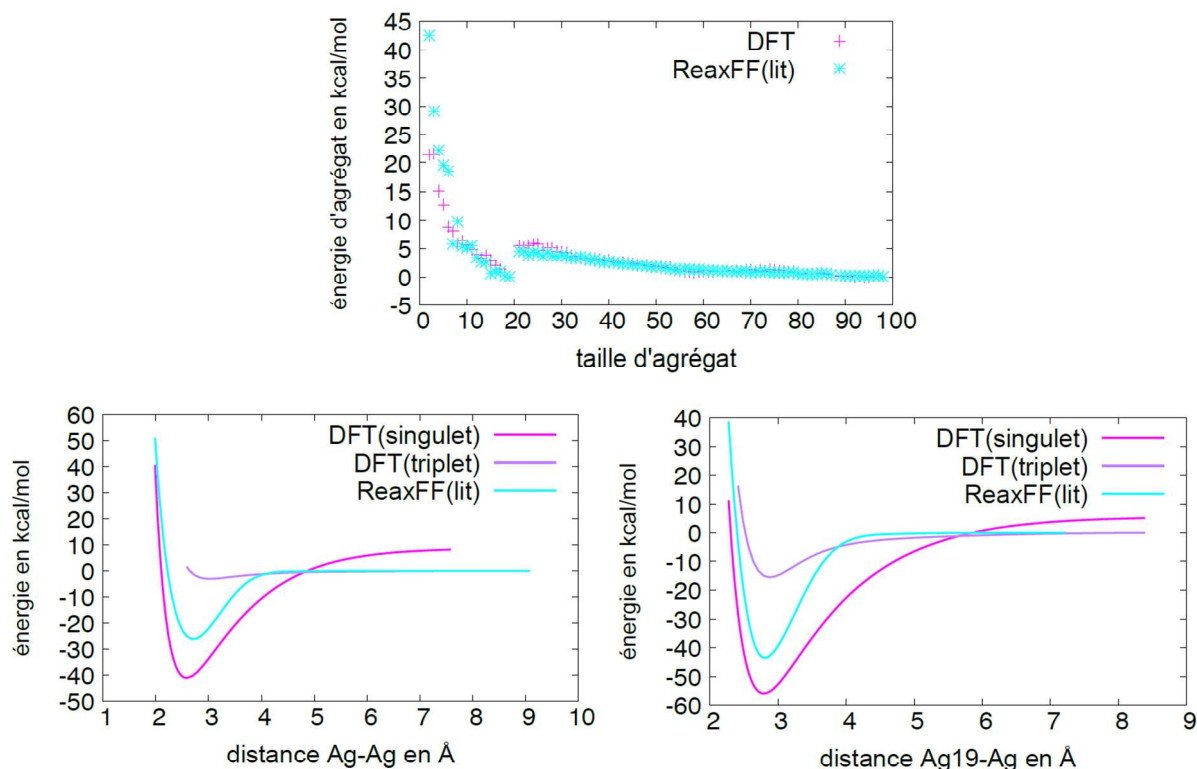 énergie d'agrégat en kcal/mol
45
40
35
30
25
20
15
10
5
0
-5
DFT
ReaxFF(lit)
0 10 20 30 40 50 60 70 80 90 100
taille d'agrégat
énergie en kcal/mol
60
50
40
30
20
10
0
-10
-20
-30
-40
-50
DFT(singulet)
DFT(triplet)
ReaxFF(lit)
1 2 3 4 5 6 7 8 9 10
distance Ag-Ag en Å
énergie en kcal/mol
40
30
20
10
0
-10
-20
-30
-40
-50
-60
DFT(singulet)
DFT(triplet)
ReaxFF(lit)
2 3 4 5 6 7 8 9
distance Ag19-Ag en Å